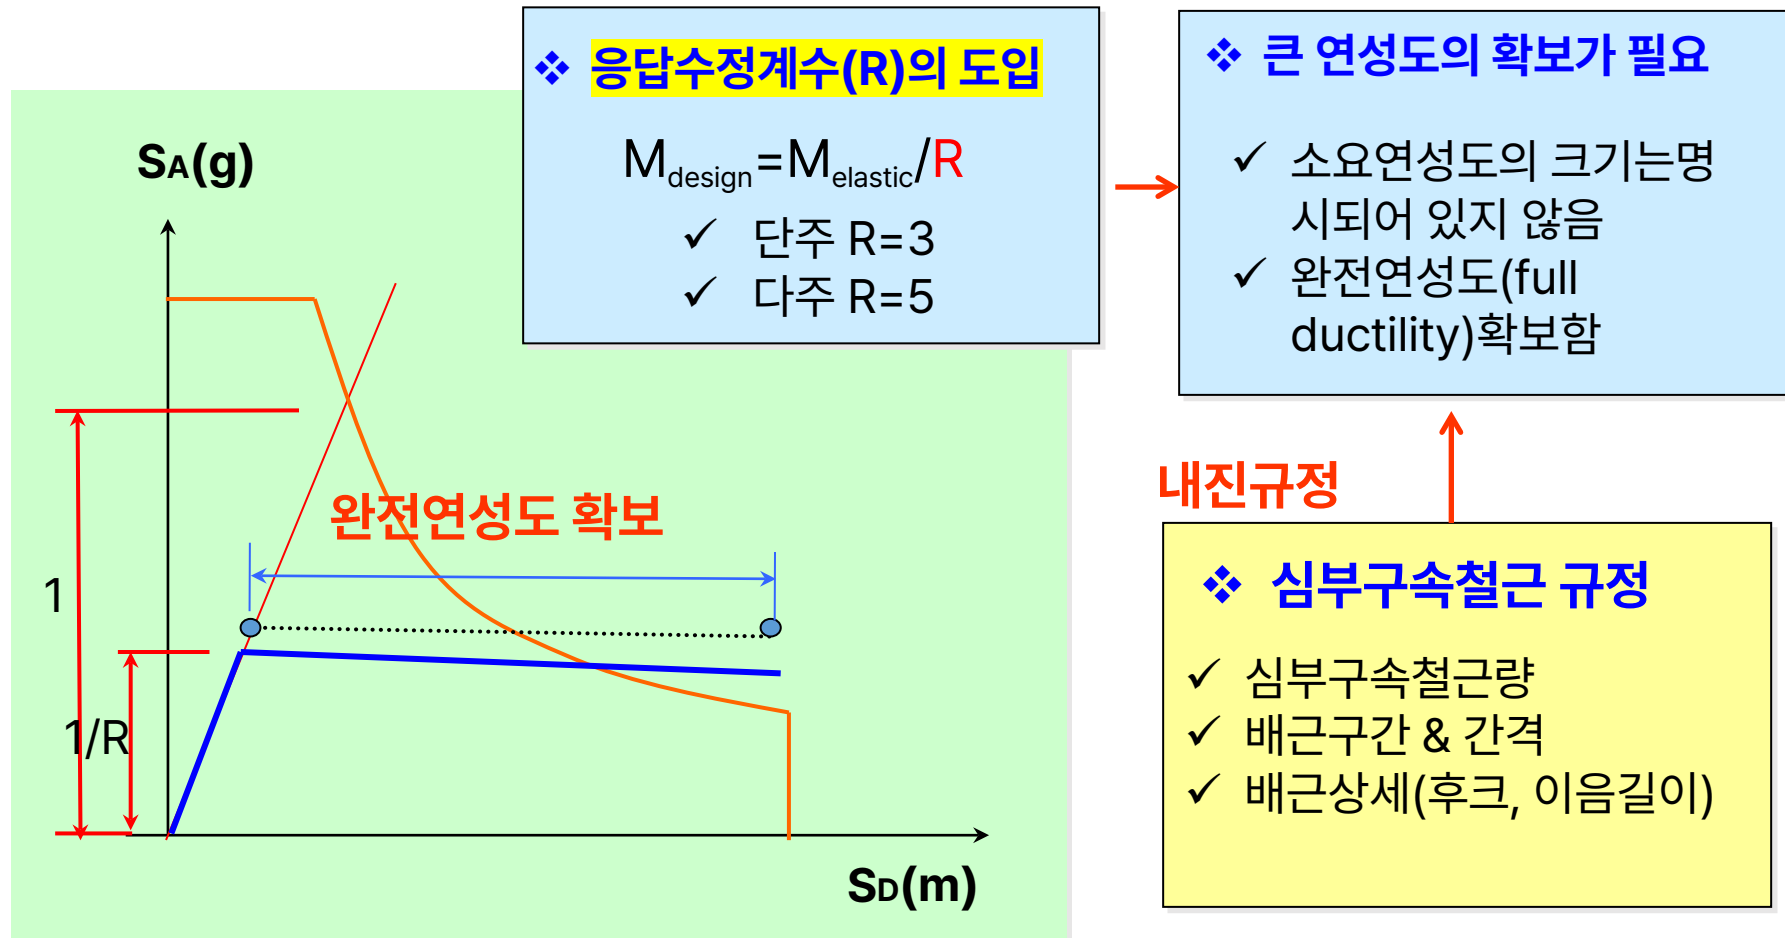 ❖ 응답수정계수(R)의 도입
M_design=M_elastic/R
✓ 단주 R=3
✓ 다주 R=5
❖ 큰 연성도의 확보가 필요
✓ 소요연성도의 크기는명
시되어 있지 않음
✓ 완전연성도(full
ductility)확보함
SA(g)
완전연성도 확보
1
1/R
SD(m)
내진규정
❖ 심부구속철근 규정
✓ 심부구속철근량
✓ 배근구간 & 간격
✓ 배근상세(후크, 이음길이)